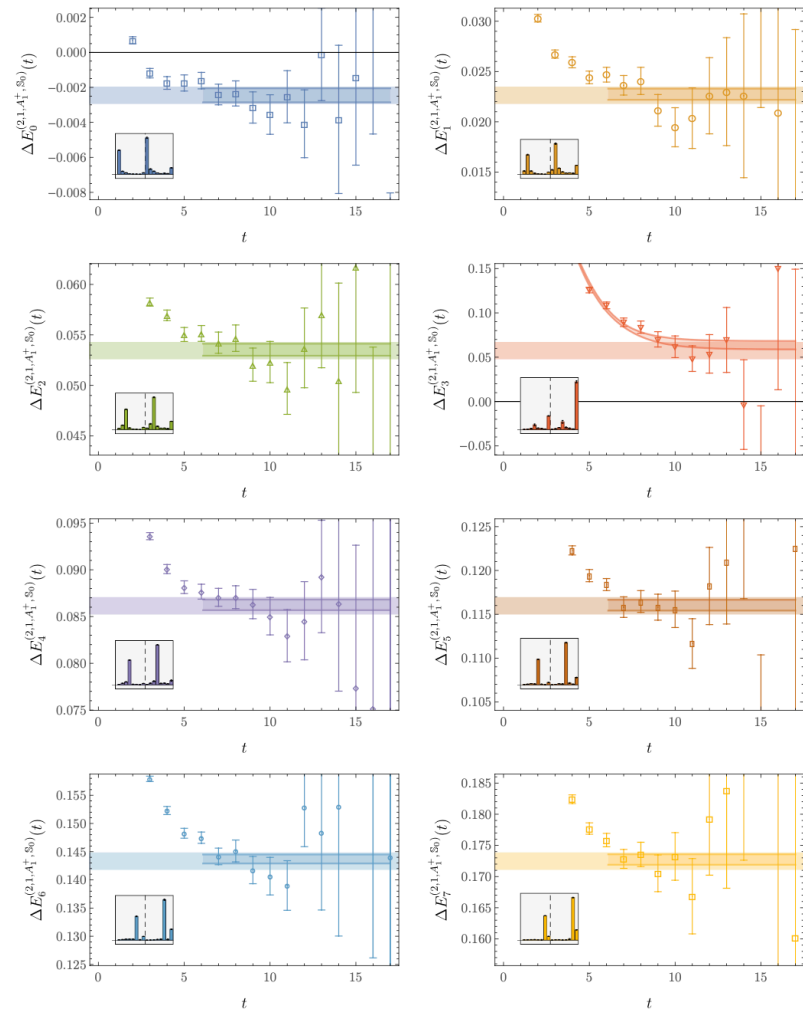 ΔE_0^{(2,1,A_1^+,S_0)}(t)
0.002
0.000
−0.002
−0.004
−0.006
−0.008
0 5 10 15
t
ΔE_1^{(2,1,A_1^+,S_0)}(t)
0.030
0.025
0.020
0.015
0 5 10 15
t
ΔE_2^{(2,1,A_1^+,S_0)}(t)
0.060
0.055
0.050
0.045
0 5 10 15
t
ΔE_3^{(2,1,A_1^+,S_0)}(t)
0.15
0.10
0.05
0.00
−0.05
0 5 10 15
t
ΔE_4^{(2,1,A_1^+,S_0)}(t)
0.095
0.090
0.085
0.080
0.075
0 5 10 15
t
ΔE_5^{(2,1,A_1^+,S_0)}(t)
0.125
0.120
0.115
0.110
0.105
0 5 10 15
t
ΔE_6^{(2,1,A_1^+,S_0)}(t)
0.155
0.150
0.145
0.140
0.135
0.130
0.125
0 5 10 15
t
ΔE_7^{(2,1,A_1^+,S_0)}(t)
0.185
0.180
0.175
0.170
0.165
0.160
0 5 10 15
t